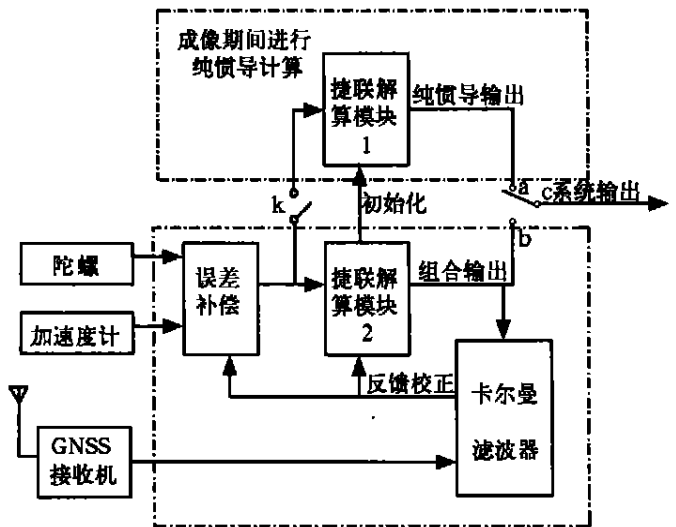 成像期间进行
纯惯导计算
捷联解
算模块
1
纯惯导输出
k
初始化
a
c系统输出
b
陀螺
误差
补偿
捷联解
算模块
2
组合输出
加速度计
反馈校正
卡尔曼
滤波器
GNSS
接收机